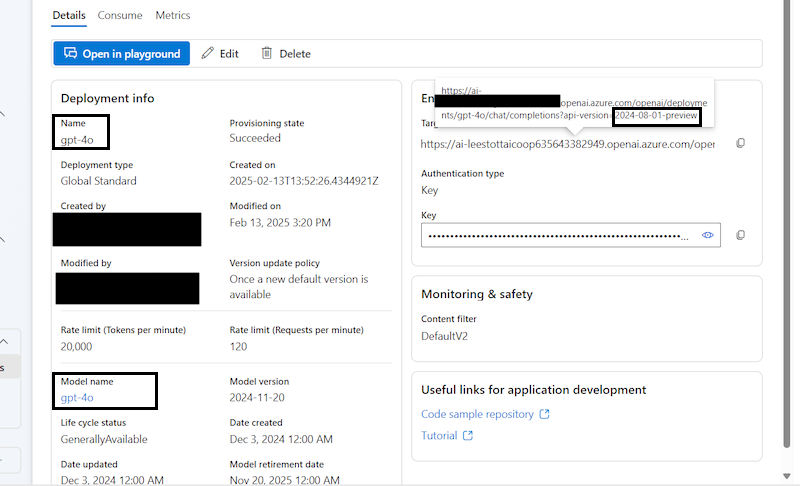 Details Consume Metrics
Open in playground Edit Delete
Deployment info
Name
gpt-4o
Provisioning state
Succeeded
Deployment type
Global Standard
Created on
2025-02-13T13:52:26.4344921Z
Created by
Modified on
Feb 13, 2025 3:20 PM
Modified by
Version update policy
Once a new default version is
available
Rate limit (Tokens per minute)
20,000
Rate limit (Requests per minute)
120
Model name
gpt-4o
Model version
2024-11-20
Life cycle status
GenerallyAvailable
Date created
Dec 3, 2024 12:00 AM
Date updated
Dec 3, 2024 12:00 AM
Model retirement date
Nov 20, 2025 12:00 AM
https://ai-
openai.azure.com/openai/deployme
nts/gpt-4o/chat/completions?api-version=2024-08-01-preview
https://ai-leestottaicoop635643382949.openai.azure.com/oper
Authentication type
Key
Key
Monitoring & safety
Content filter
DefaultV2
Useful links for application development
Code sample repository
Tutorial